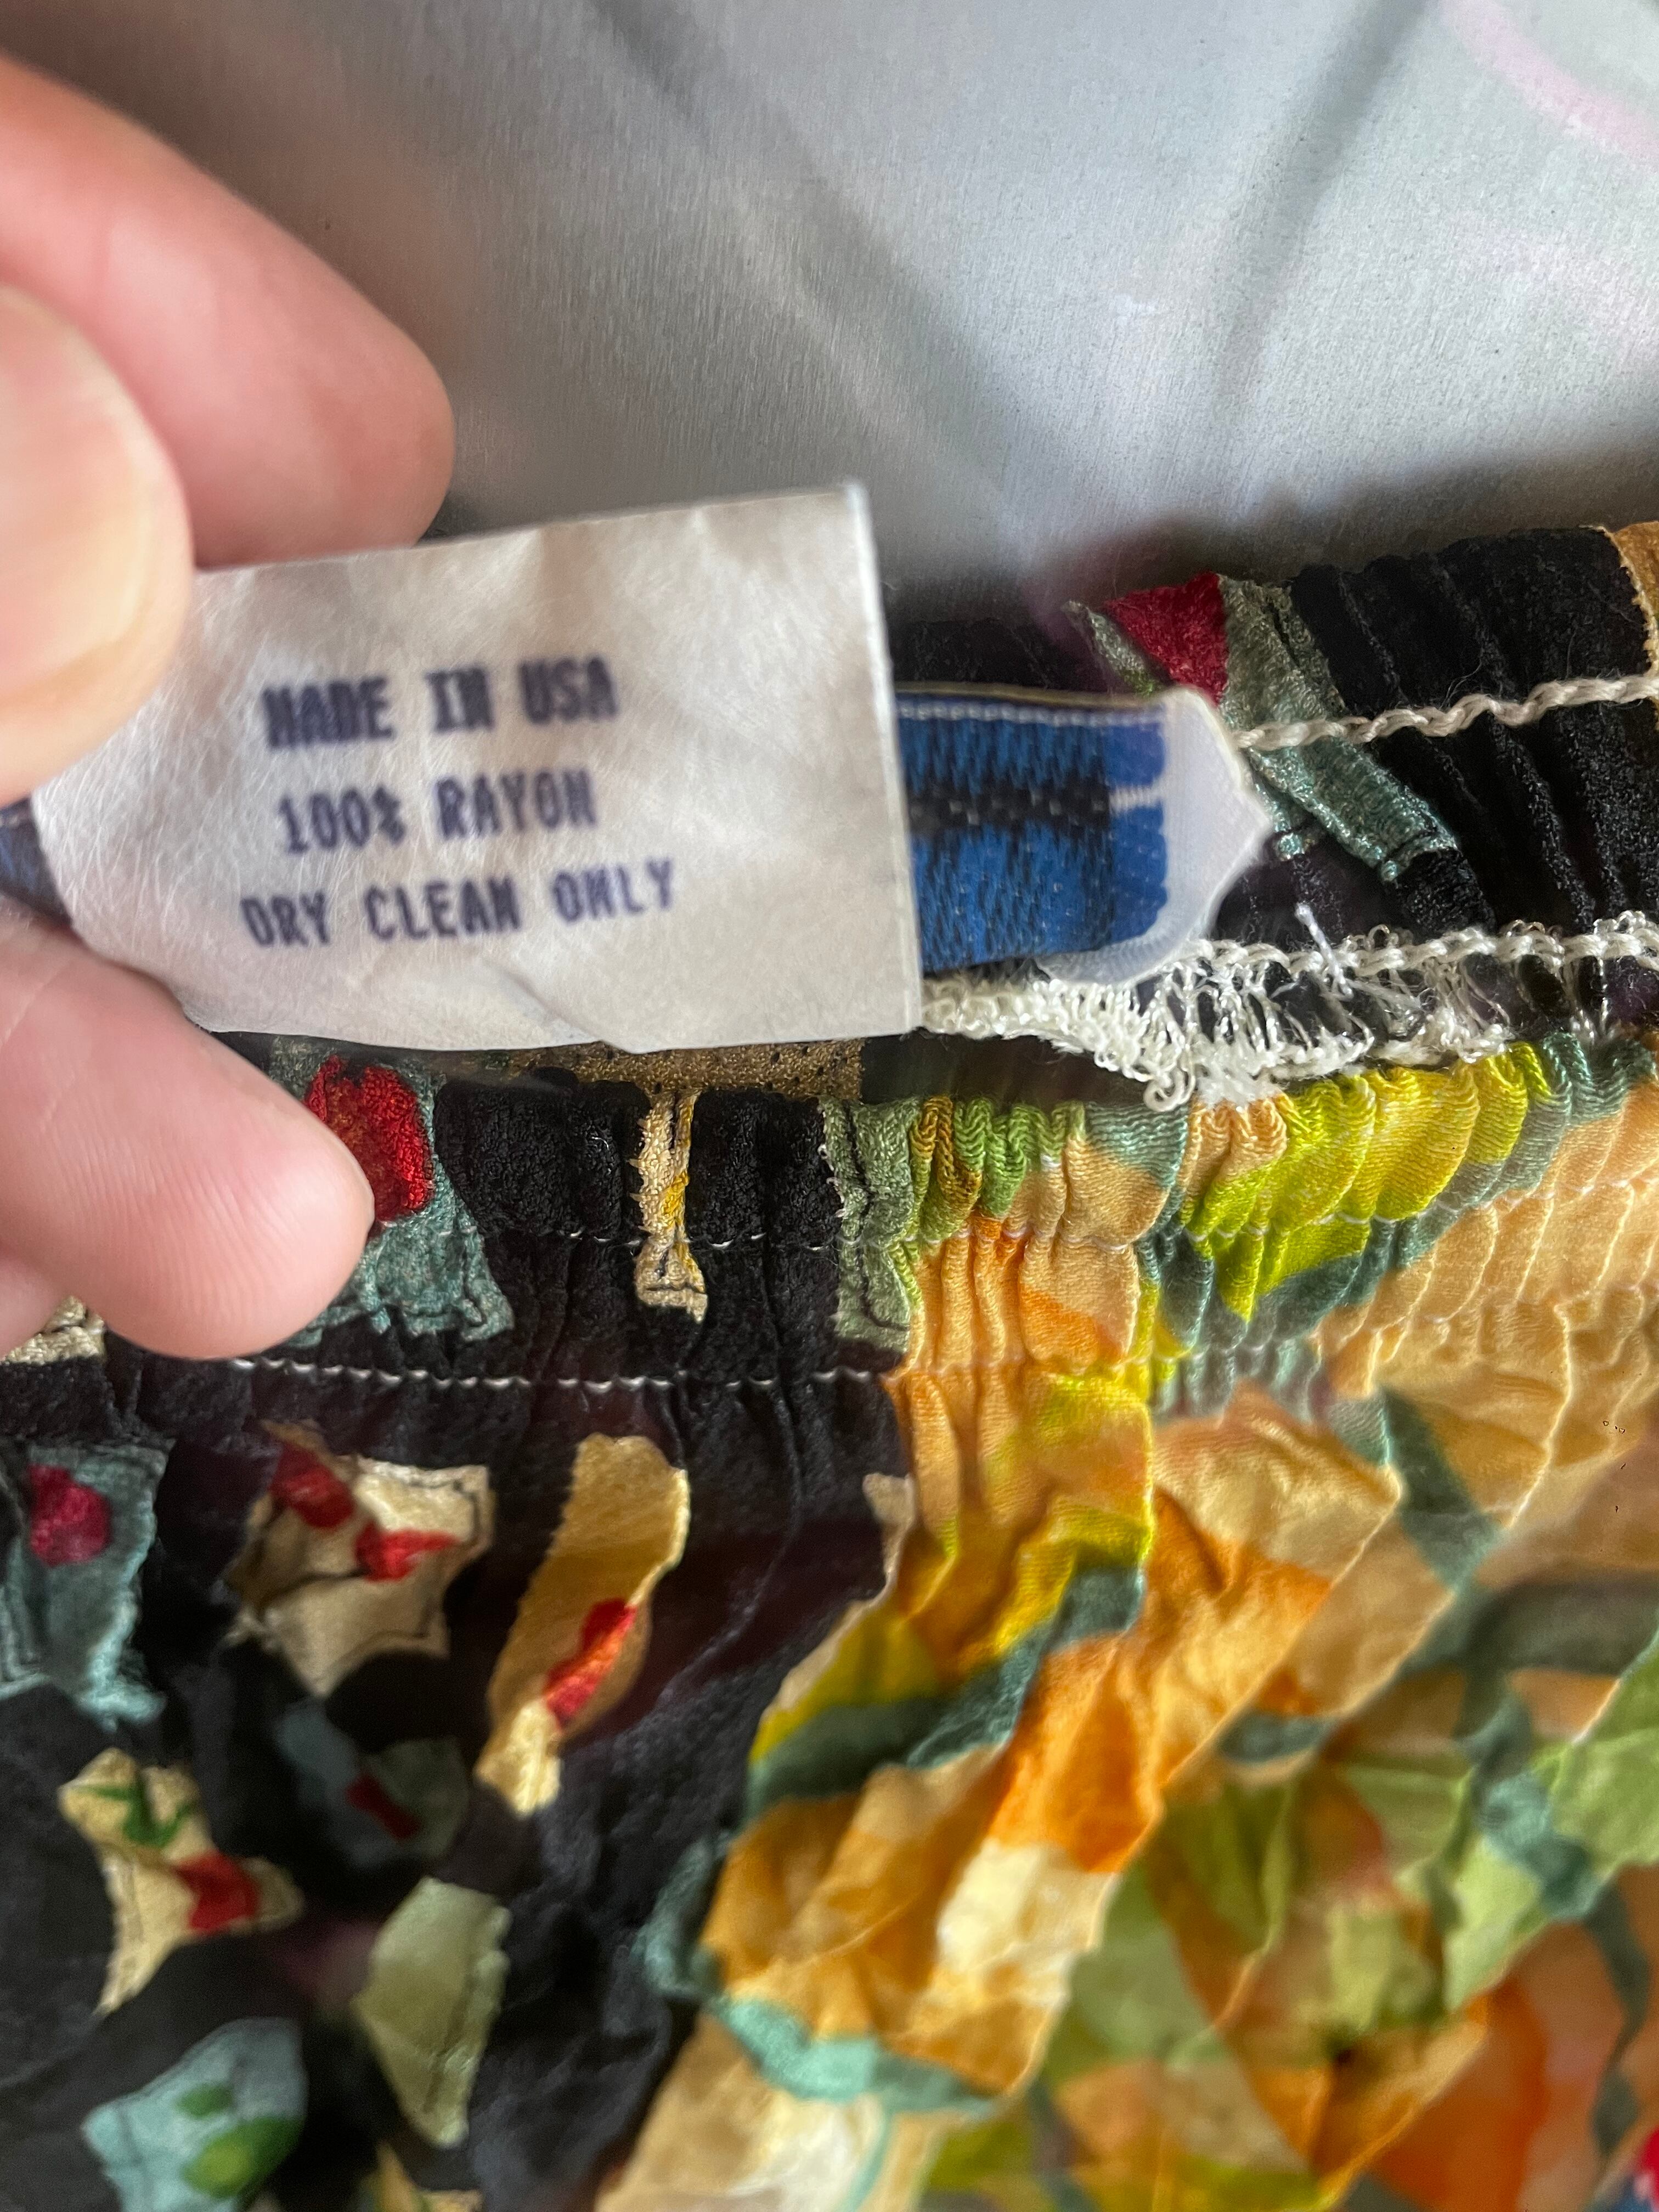 MADE IN USA
100% RAYON
DRY CLEAN ONLY